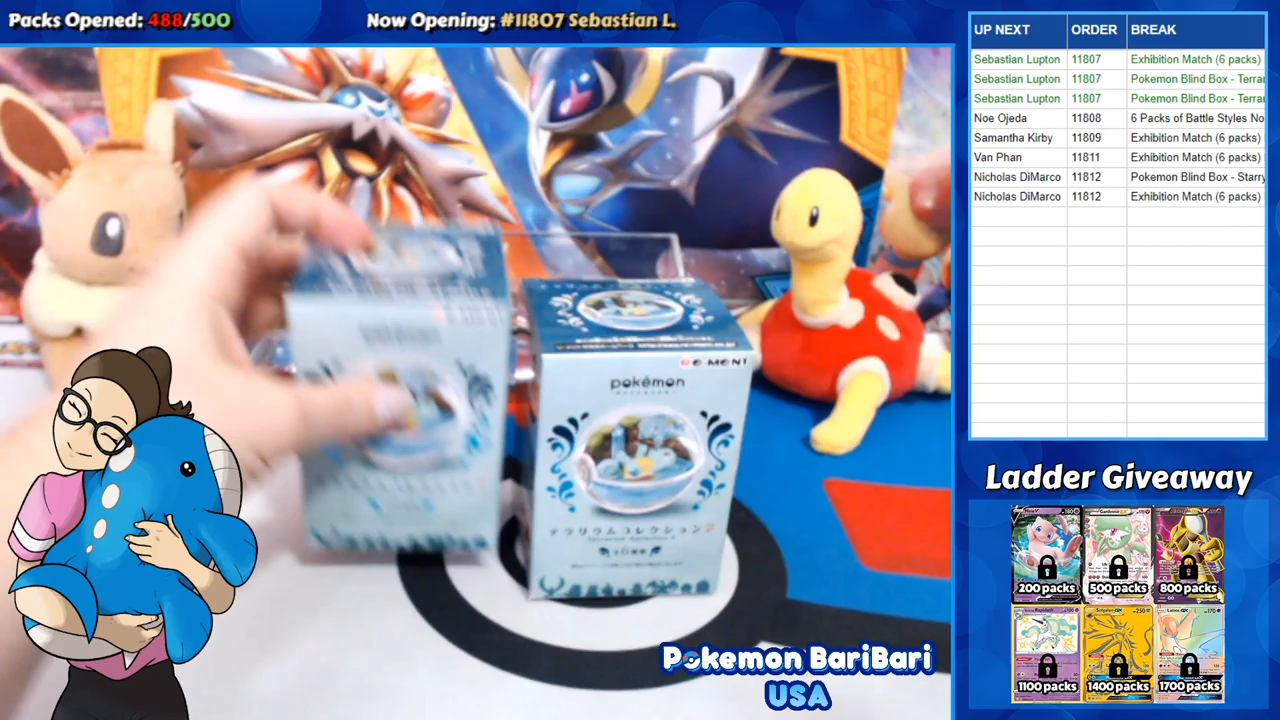 Packs Opened: 488/500
Now Opening: #11807 Sebastian L.
UP NEXT ORDER BREAK
Sebastian Lupton 11807 Exhibition Match (6 packs)
Sebastian Lupton 11807 Pokemon Blind Box - Terra
Sebastian Lupton 11807 Pokemon Blind Box - Terra
Noe Ojeda 11808 6 Packs of Battle Styles No
Samantha Kirby 11809 Exhibition Match (6 packs)
Van Phan 11811 Exhibition Match (6 packs)
Nicholas DiMarco 11812 Pokemon Blind Box - Starry
Nicholas DiMarco 11812 Exhibition Match (6 packs)
RE-MENT
pokémon
テラリウムコレクション
Ladder Giveaway
200 packs
500 packs
800 packs
1100 packs
1400 packs
1700 packs
Pokemon BariBari
USA